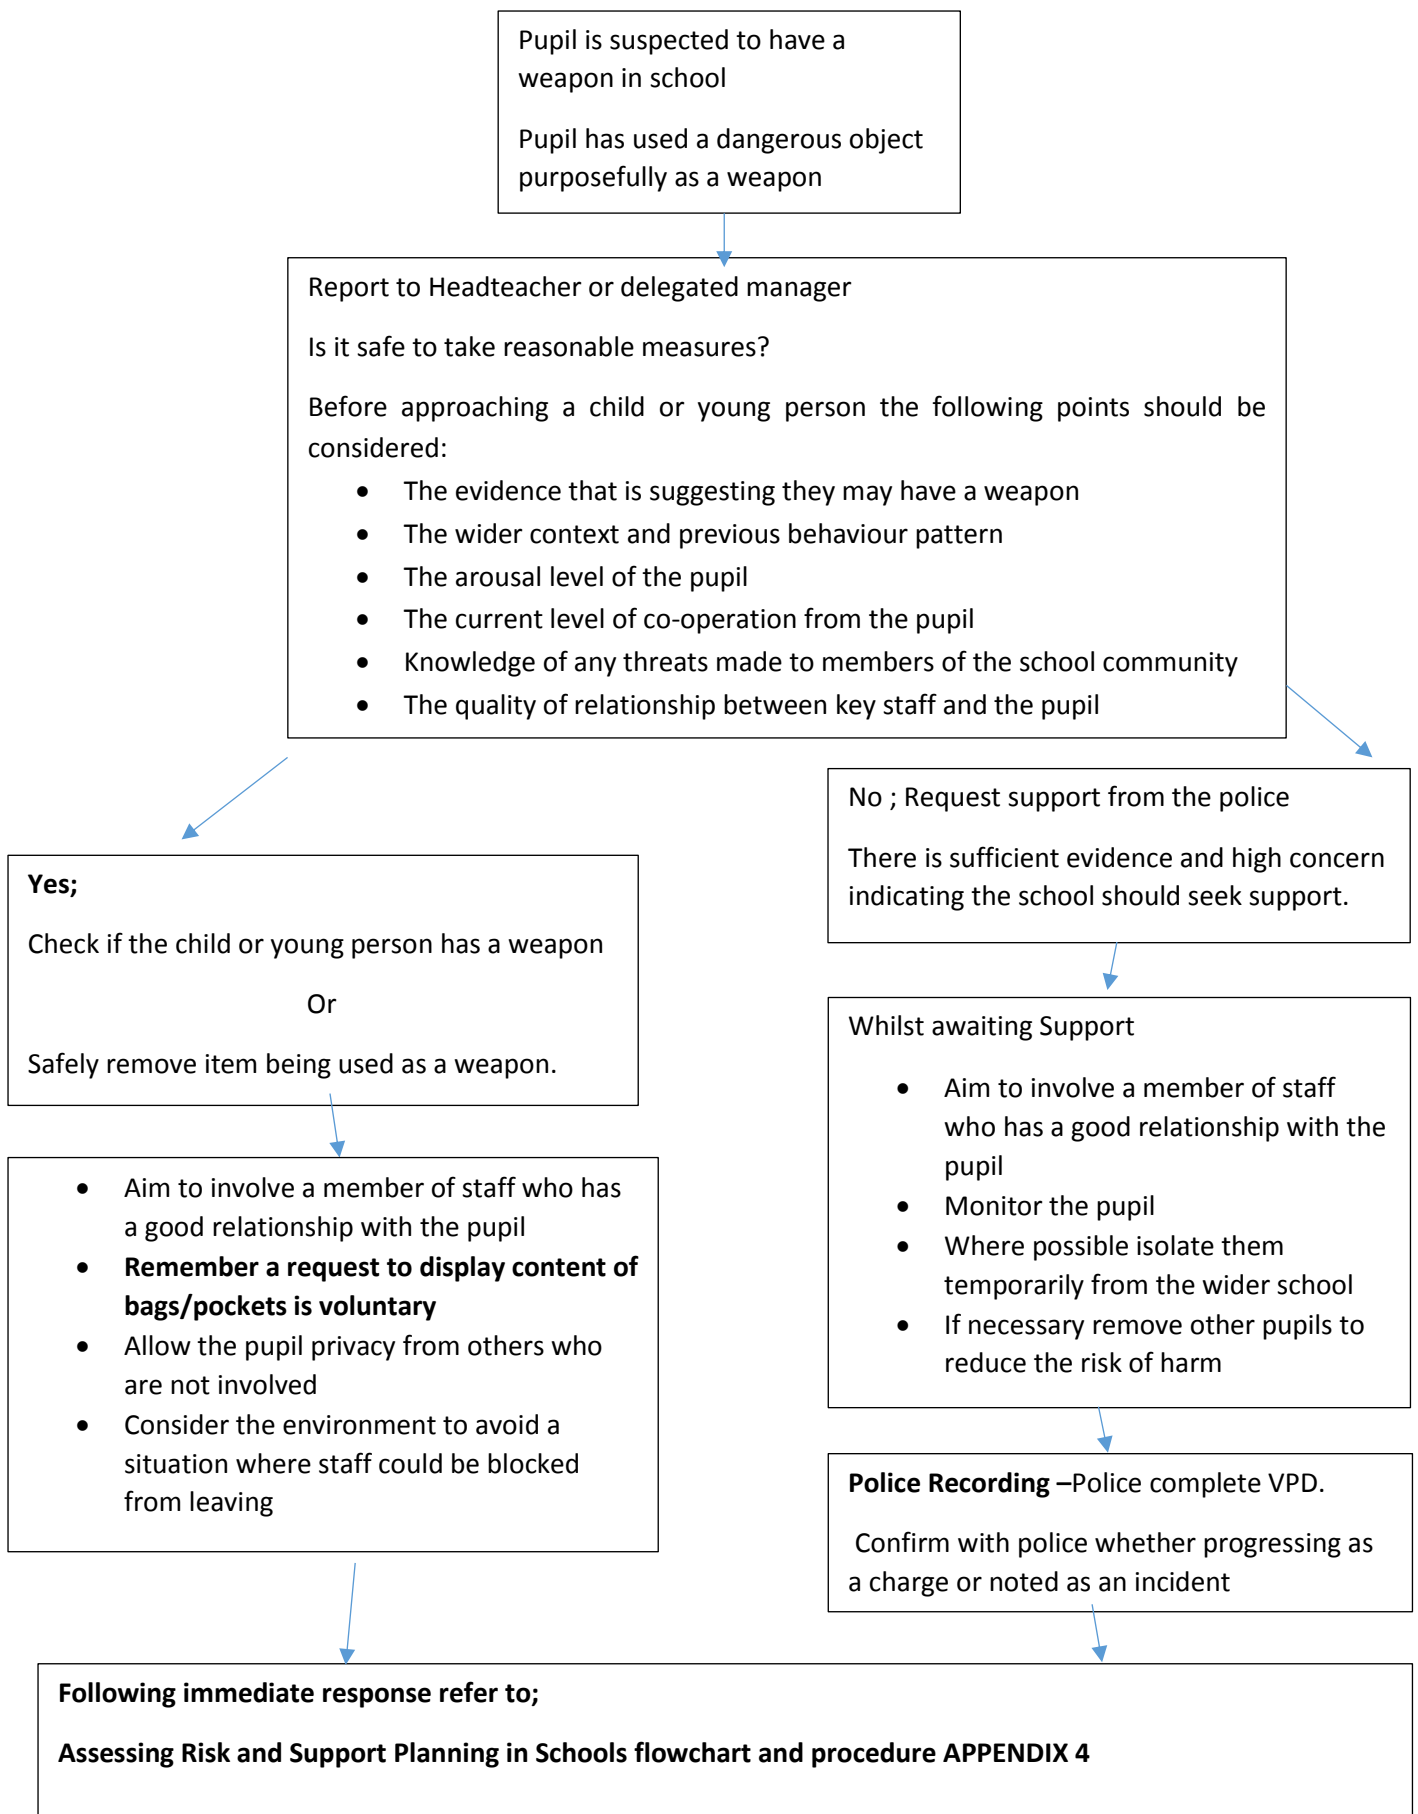 Pupil is suspected to have a
weapon in school
Pupil has used a dangerous object
purposefully as a weapon
Report to Headteacher or delegated manager
Is it safe to take reasonable measures?
Before approaching a child or young person the following points should be
considered:
• The evidence that is suggesting they may have a weapon
• The wider context and previous behaviour pattern
• The arousal level of the pupil
• The current level of co-operation from the pupil
• Knowledge of any threats made to members of the school community
• The quality of relationship between key staff and the pupil
Yes;
Check if the child or young person has a weapon
Or
Safely remove item being used as a weapon.
• Aim to involve a member of staff who has
a good relationship with the pupil
• Remember a request to display content of
bags/pockets is voluntary
• Allow the pupil privacy from others who
are not involved
• Consider the environment to avoid a
situation where staff could be blocked
from leaving
No ; Request support from the police
There is sufficient evidence and high concern
indicating the school should seek support.
Whilst awaiting Support
• Aim to involve a member of staff
who has a good relationship with the
pupil
• Monitor the pupil
• Where possible isolate them
temporarily from the wider school
• If necessary remove other pupils to
reduce the risk of harm
Police Recording –Police complete VPD.
Confirm with police whether progressing as
a charge or noted as an incident
Following immediate response refer to;
Assessing Risk and Support Planning in Schools flowchart and procedure APPENDIX 4